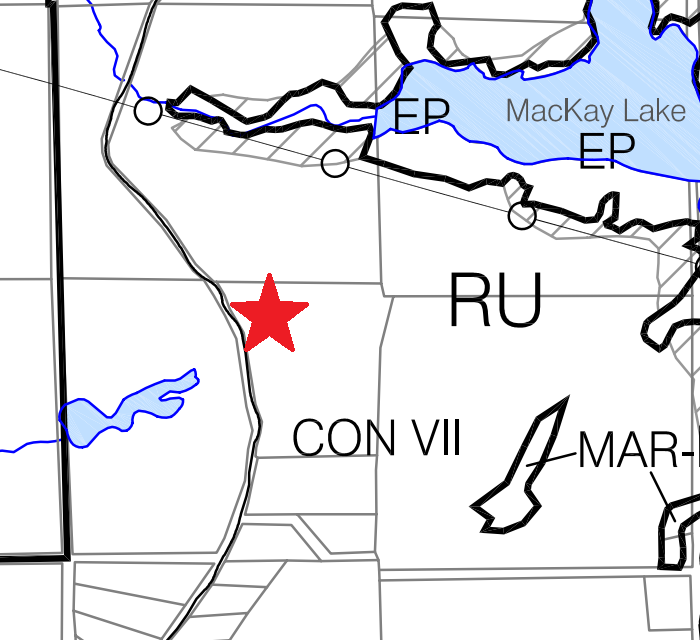 EP
MacKay Lake
EP
RU
CON VII
MAR-